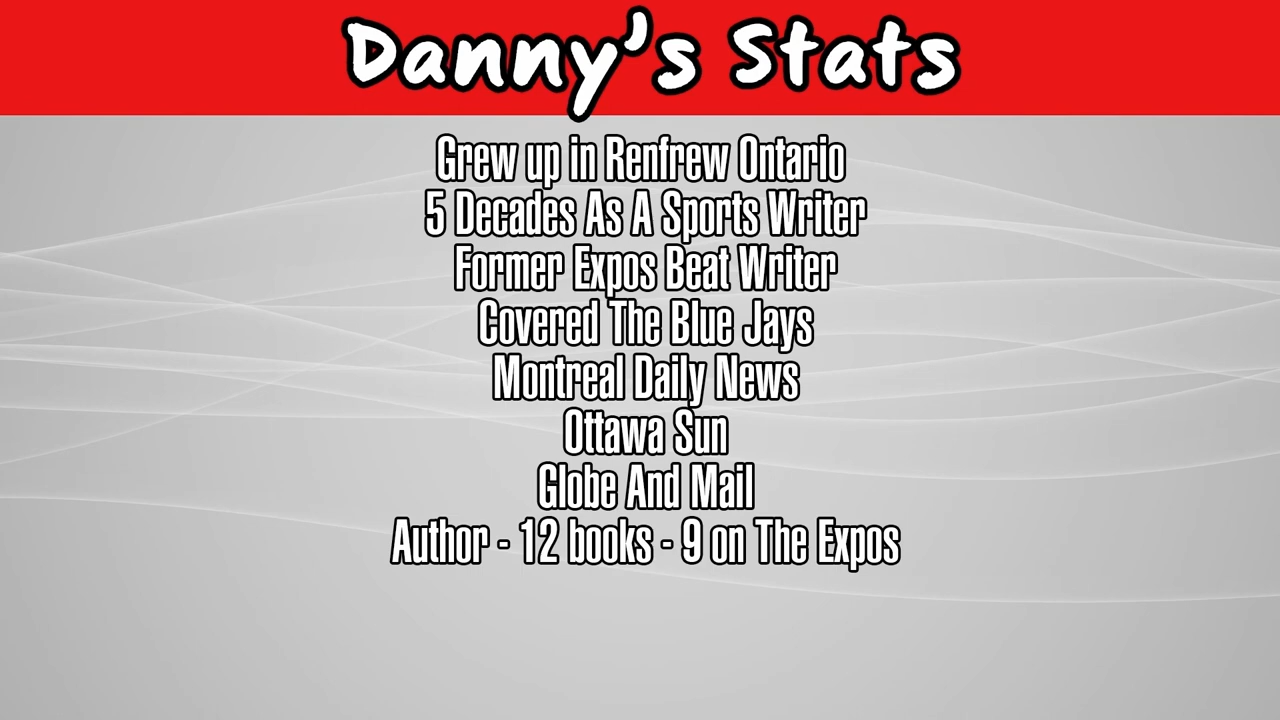 Danny's Stats
Grew up in Renfrew Ontario
5 Decades As A Sports Writer
Former Expos Beat Writer
Covered The Blue Jays
Montreal Daily News
Ottawa Sun
Globe And Mail
Author - 12 books - 9 on The Expos